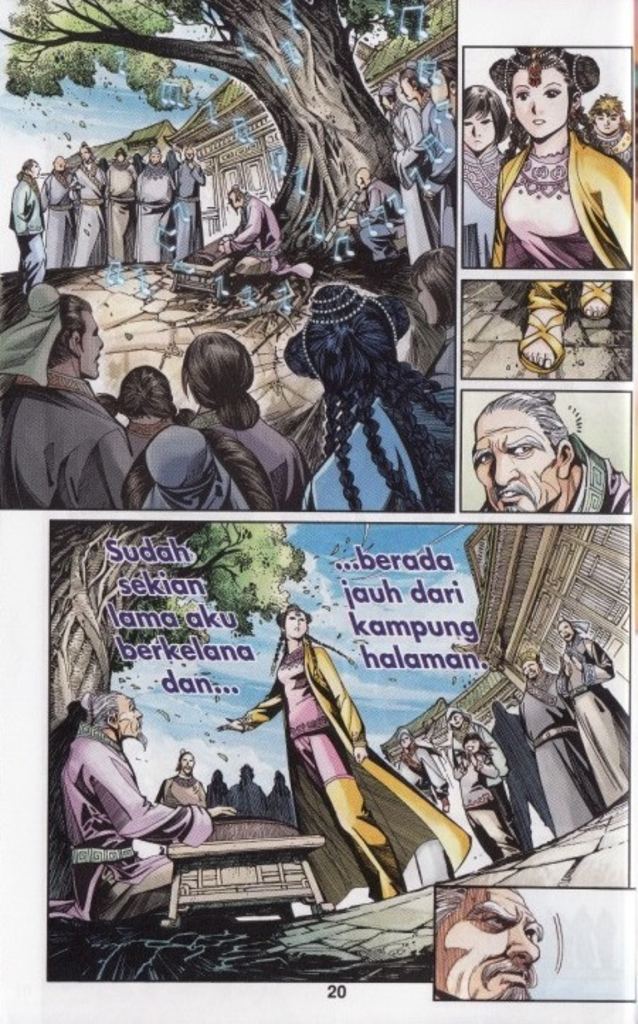 Sudah
sekian
lama aku
berkelana
dan...
...berada
jauh dari
kampung
halaman.
20